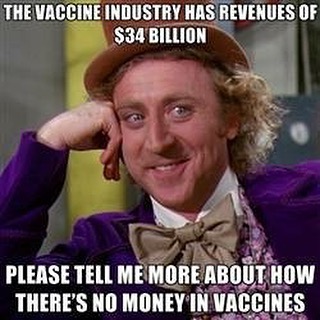 THE VACCINE INDUSTRY HAS REVENUES OF
$34 BILLION
PLEASE TELL ME MORE ABOUT HOW
THERE'S NO MONEY IN VACCINES